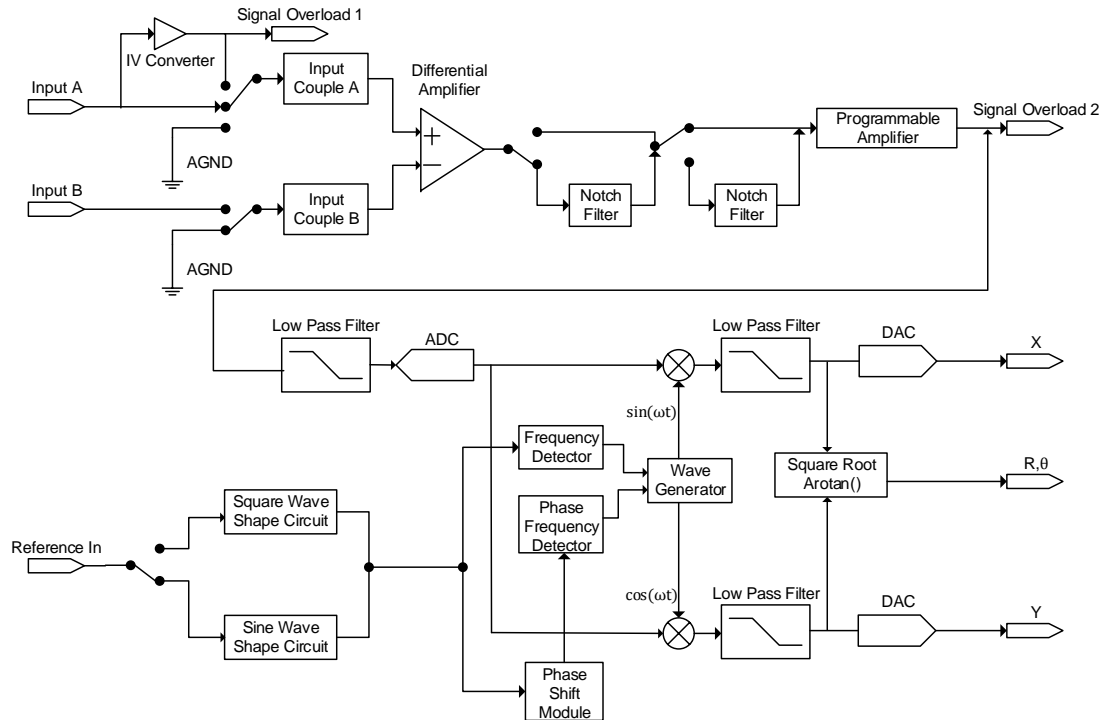 Signal Overload 1
IV Converter
Input A
Input
Couple A
Differential
Amplifier
Programmable
Amplifier
Signal Overload 2
AGND
Input B
Input
Couple B
Notch
Filter
Notch
Filter
AGND
Low Pass Filter
ADC
Low Pass Filter
DAC
X
sin(ωt)
Frequency
Detector
Wave
Generator
Square Root
Arotan()
R,θ
Square Wave
Shape Circuit
Phase
Frequency
Detector
Reference In
cos(ωt)
Low Pass Filter
DAC
Y
Sine Wave
Shape Circuit
Phase
Shift
Module